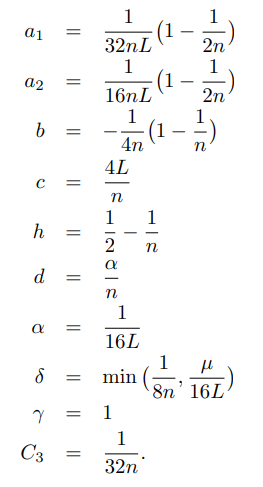 a₁ = 1/(32nL) (1 − 1/(2n))
a₂ = 1/(16nL) (1 − 1/(2n))
b = −1/(4n) (1 − 1/n)
c = 4L/n
h = 1/2 − 1/n
d = α/n
α = 1/(16L)
δ = min (1/(8n), μ/(16L))
γ = 1
C₃ = 1/(32n).